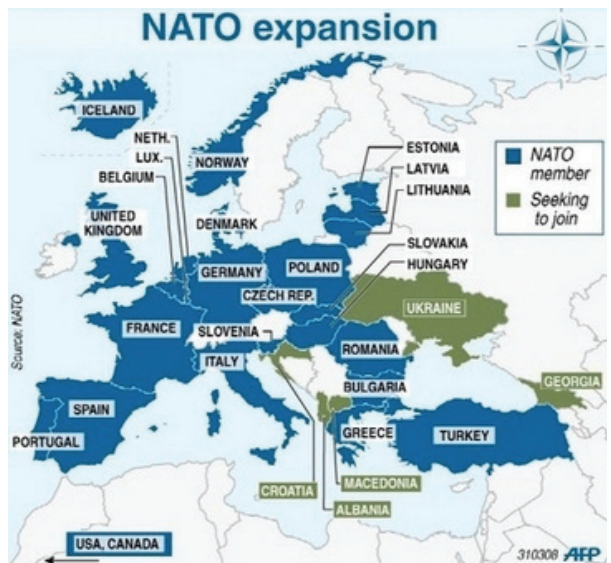 NATO expansion
ICELAND
NETH.
LUX.
BELGIUM
NORWAY
ESTONIA
LATVIA
LITHUANIA
NATO
member
Seeking
to join
UNITED
KINGDOM
DENMARK
SLOVAKIA
HUNGARY
GERMANY
POLAND
CZECH REP.
UKRAINE
FRANCE
SLOVENIA
ITALY
ROMANIA
BULGARIA
GEORGIA
SPAIN
PORTUGAL
GREECE
TURKEY
CROATIA
MACEDONIA
ALBANIA
USA, CANADA
Source: NATO
310308 AFP